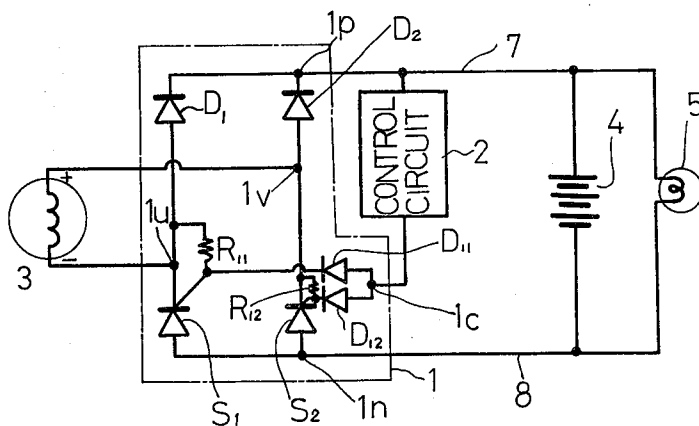 1p
D2
7
D1
CONTROL
CIRCUIT
2
4
5
+
1v
3
−
1u
R11
D11
R12
1c
D12
S1
S2
1n
1
8